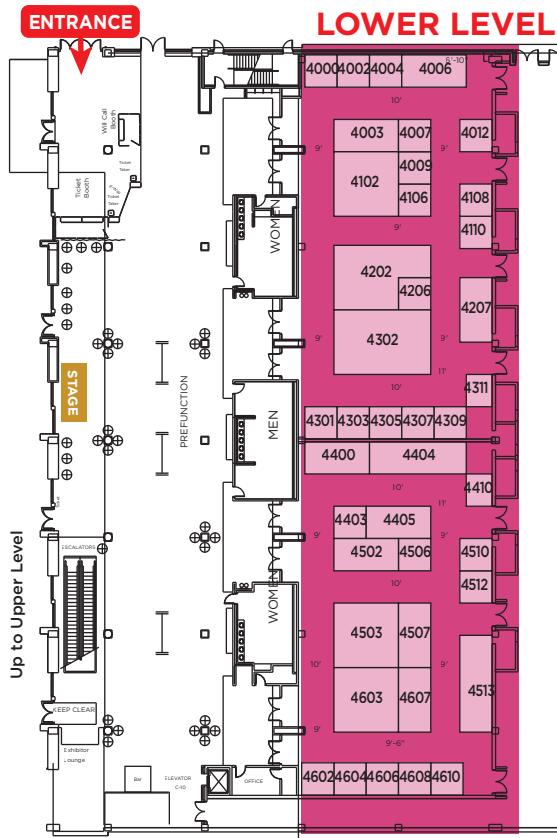 ENTRANCE
LOWER LEVEL
4000 4002 4004 4006
6'-10"
10'
Will Call
Booth
Ticket
Taker
Ticket
Booth
Ticket
Taker
4003 4007 4012
9' 9'
4009
4102
4106 4108
4110
9'
WOMEN
4202
4206 4207
4302
9' 9'
11'
10'
4311
STAGE
PREFUNCTION
MEN
4301 4303 4305 4307 4309
4400 4404
4410
10'
11'
4403 4405
9' 9'
4502 4506 4510
4512
10'
ESCALATORS
Up to Upper Level
WOMEN
4503 4507
10' 9'
4603 4607 4513
KEEP CLEAR
9'
9'-6"
Exhibitor
Lounge
Bar
ELEVATOR
C-10
OFFICE
4602 4604 4606 4608 4610